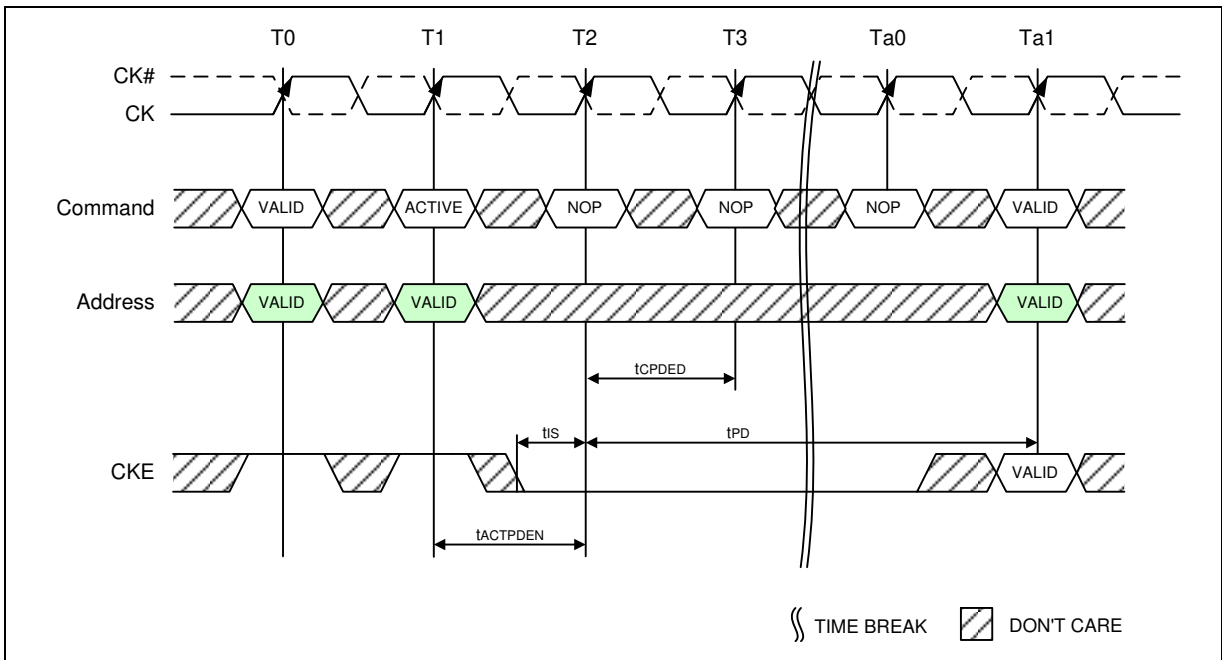 T0 T1 T2 T3 Ta0 Ta1
CK#
CK
Command VALID ACTIVE NOP NOP NOP VALID
Address VALID VALID VALID
tCPDED
tIS tPD
CKE VALID
tACTPDEN
TIME BREAK DON'T CARE